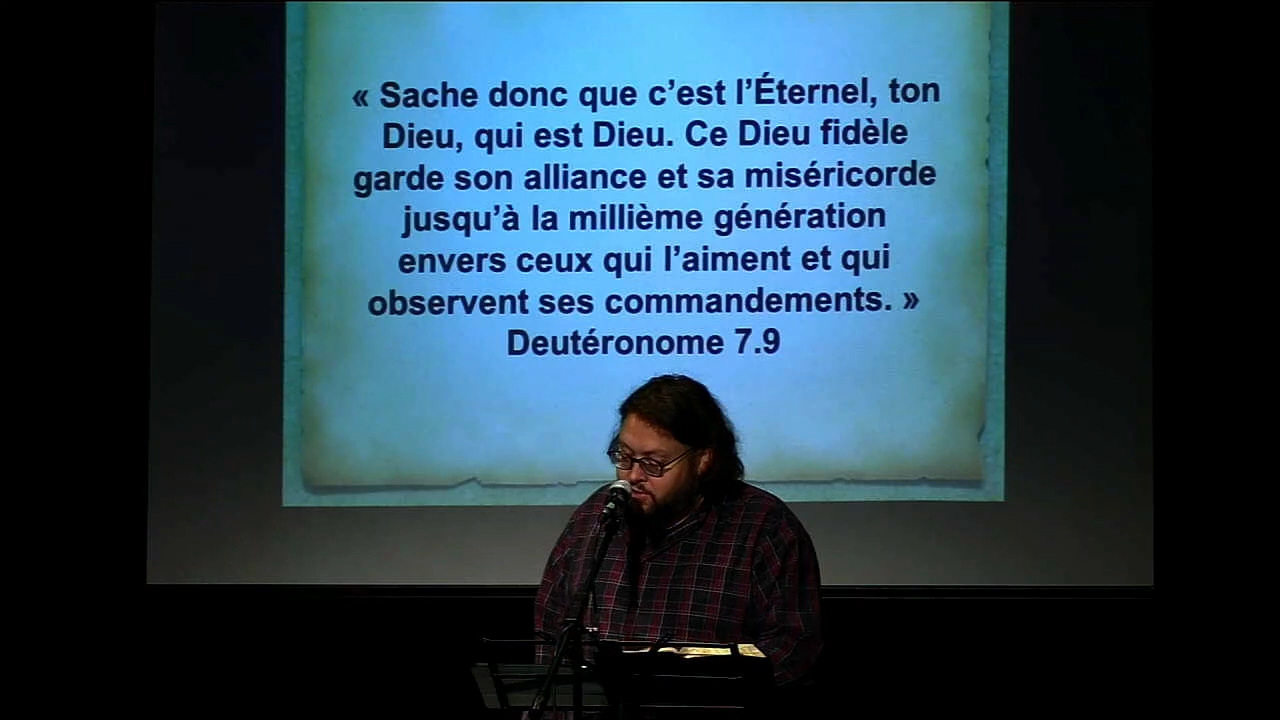 « Sache donc que c’est l’Éternel, ton
Dieu, qui est Dieu. Ce Dieu fidèle
garde son alliance et sa miséricorde
jusqu’à la millième génération
envers ceux qui l’aiment et qui
observent ses commandements. »
Deutéronome 7.9